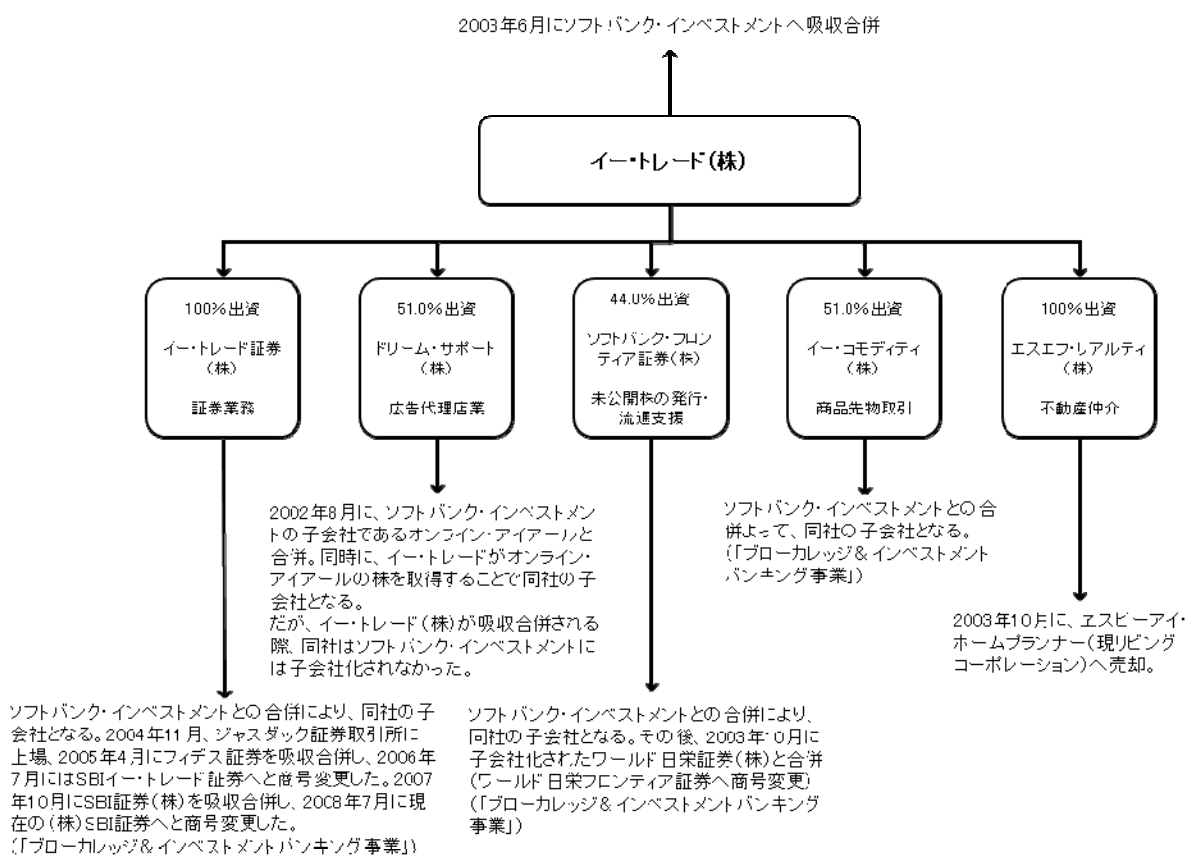 2003年6月にソフトバンク・インベストメントへ吸収合併
イー・トレード(株)
100%出資
イー・トレード証券
(株)
証券業務
51.0%出資
ドリーム・サポート
(株)
広告代理店業
44.0%出資
ソフトバンク・フロン
ティア証券(株)
未公開株の発行・
流通支援
51.0%出資
イー・コモディティ
(株)
商品先物取引
100%出資
エスエフ・リアルティ
(株)
不動産仲介
2002年8月に、ソフトバンク・インベストメン
トの子会社であるオンライン・アイアールと
合併。同時に、イー・トレードがオンライン・
アイアールの株を取得することで同社の子
会社となる。
だが、イー・トレード(株)が吸収合併される
際、同社はソフトバンク・インベストメントに
は子会社化されなかった。
ソフトバンク・インベストメントとの合
併よって、同社の子会社となる。
(「ブローカレッジ&インベストメント
バンキング事業」)
2003年10月に、エスビーアイ・
ホームプランナー(現リビング
コーポレーション)へ売却。
ソフトバンク・インベストメントとの合併により、同社の子
会社となる。2004年11月、ジャスダック証券取引所に
上場、2005年4月にフィデス証券を吸収合併し、2006年
7月にはSBIイー・トレード証券へと商号変更した。2007
年10月にSBI証券(株)を吸収合併し、2008年7月に現
在の(株)SBI証券へと商号変更した。
(「ブローカレッジ&インベストメントバンキング事業」)
ソフトバンク・インベストメントとの合併により、
同社の子会社となる。その後、2003年10月に
子会社化されたワールド日栄証券(株)と合併
(ワールド日栄フロンティア証券へ商号変更)
(「ブローカレッジ&インベストメントバンキング
事業」)